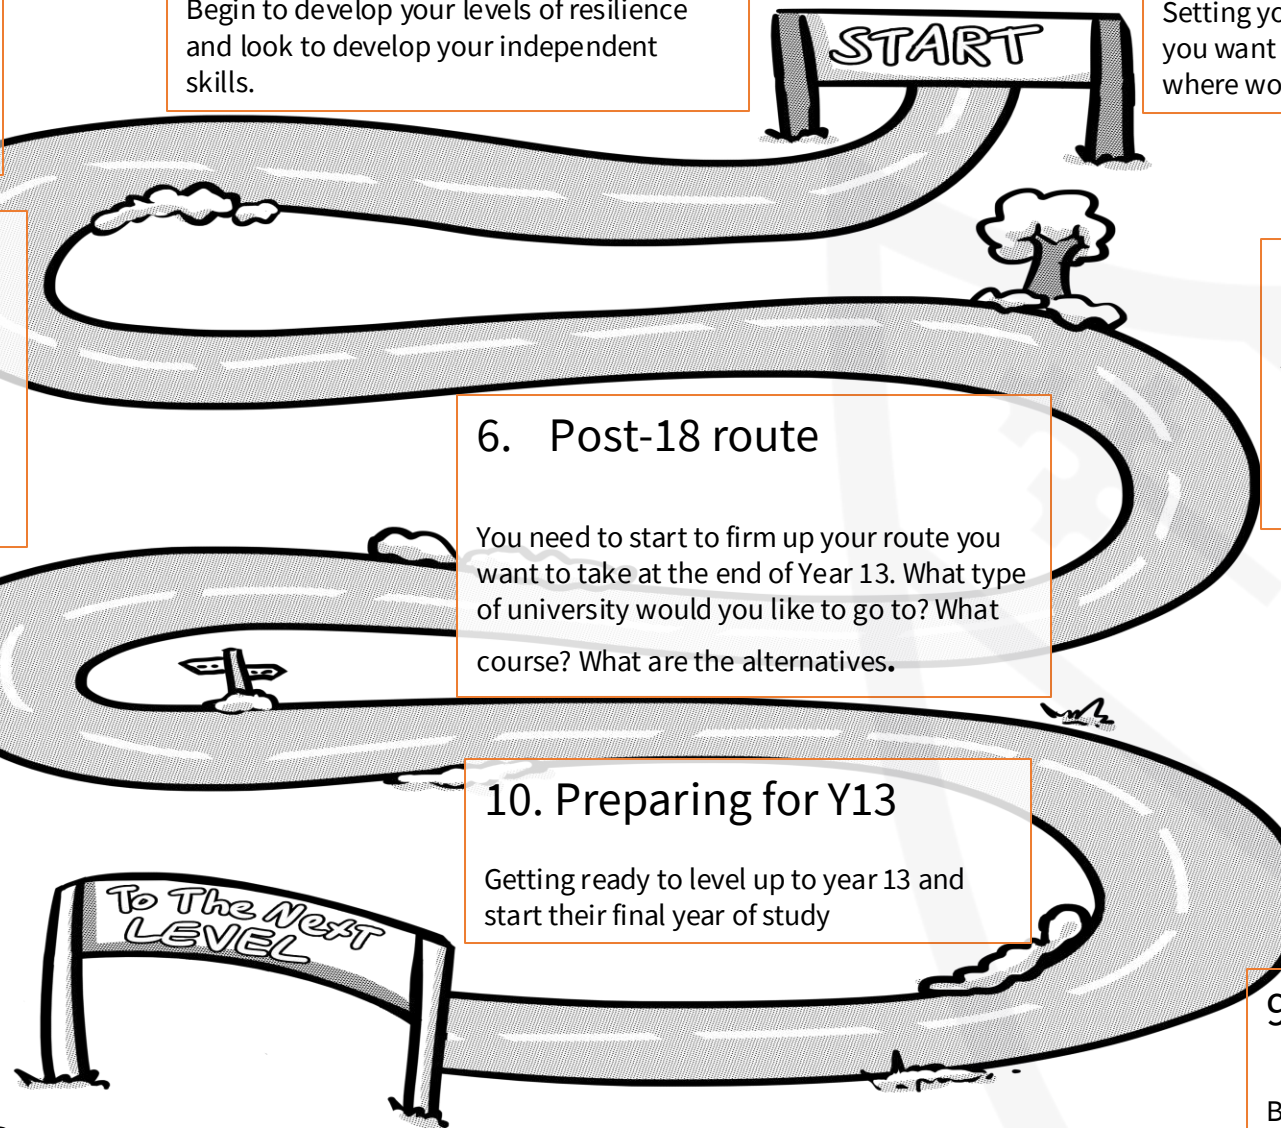 Begin to develop your levels of resilience
and look to develop your independent
skills.
START
Setting
you want
where
6. Post-18 route
You need to start to firm up your route you
want to take at the end of Year 13. What type
of university would you like to go to? What
course? What are the alternatives.
10. Preparing for Y13
Getting ready to level up to year 13 and
start their final year of study
To The Next
LEVEL